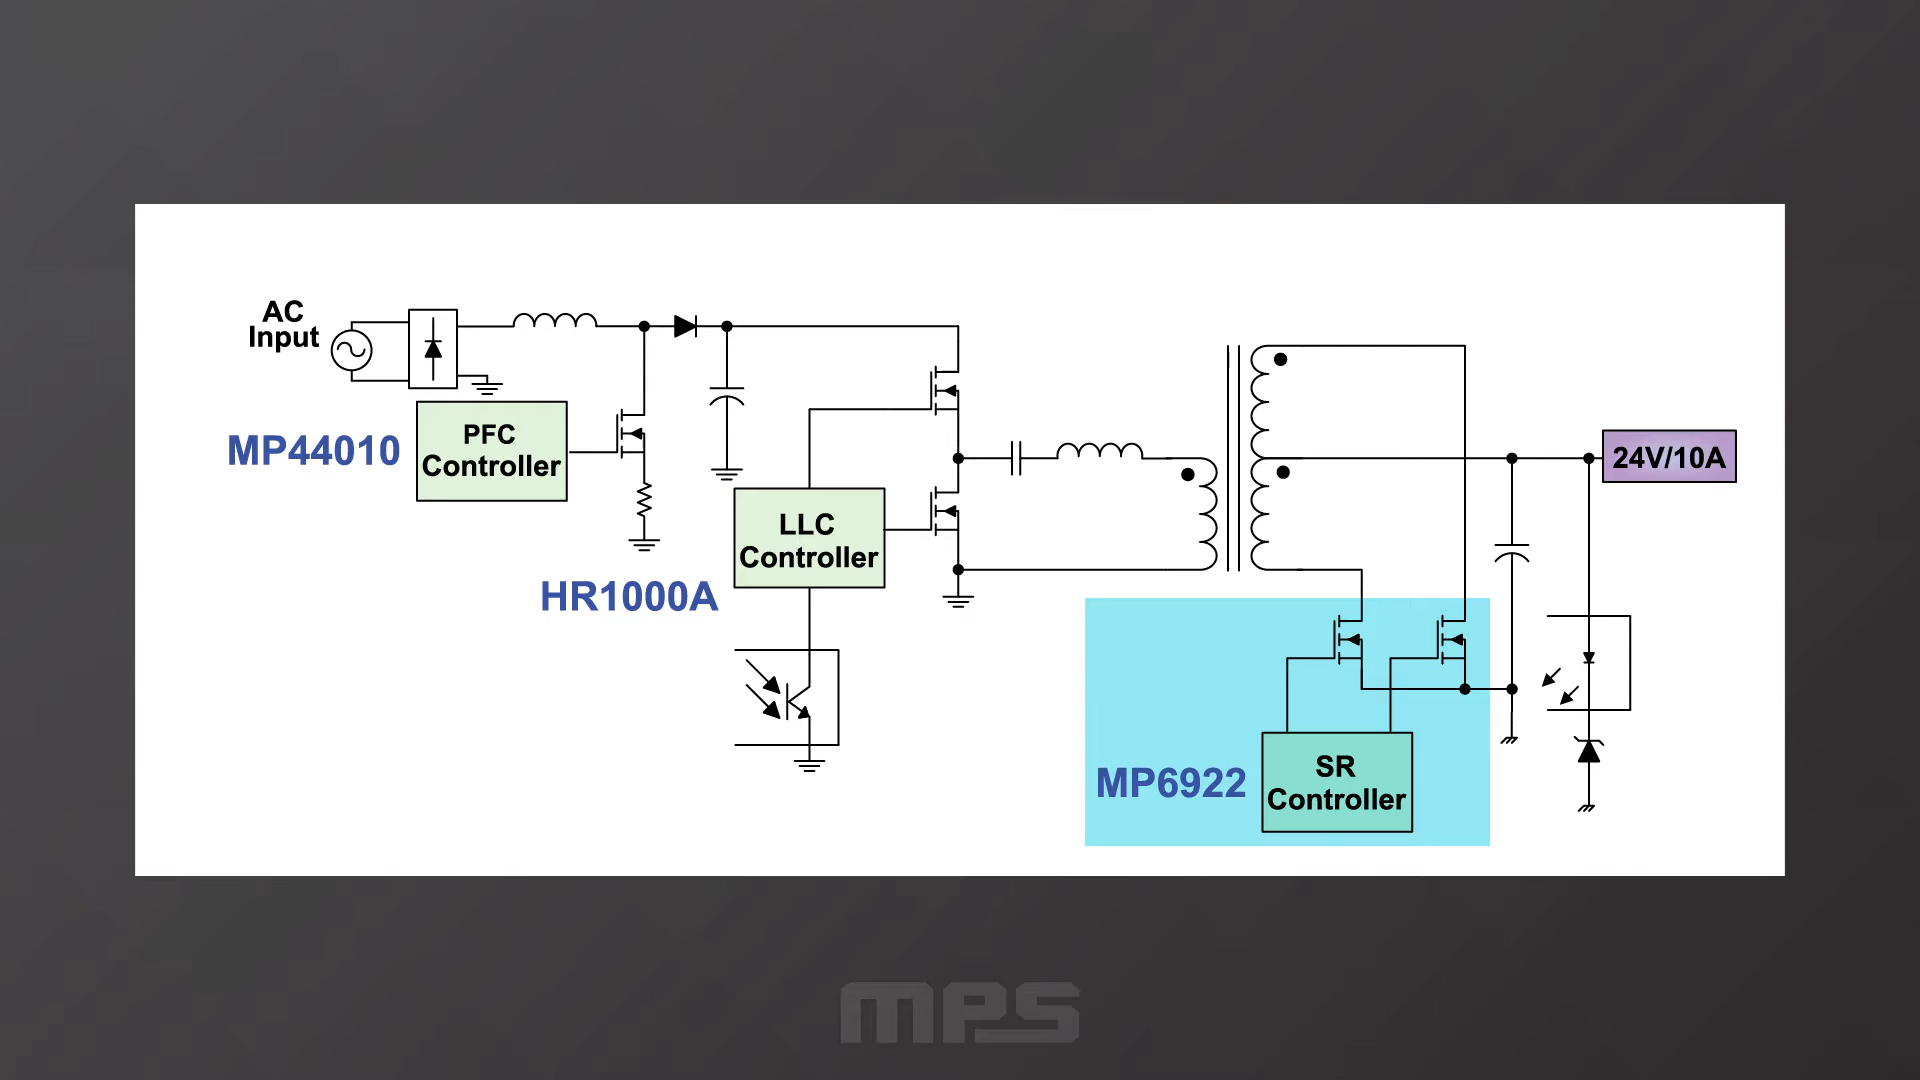 AC
Input
MP44010
PFC
Controller
LLC
Controller
HR1000A
24V/10A
MP6922
SR
Controller
MPS